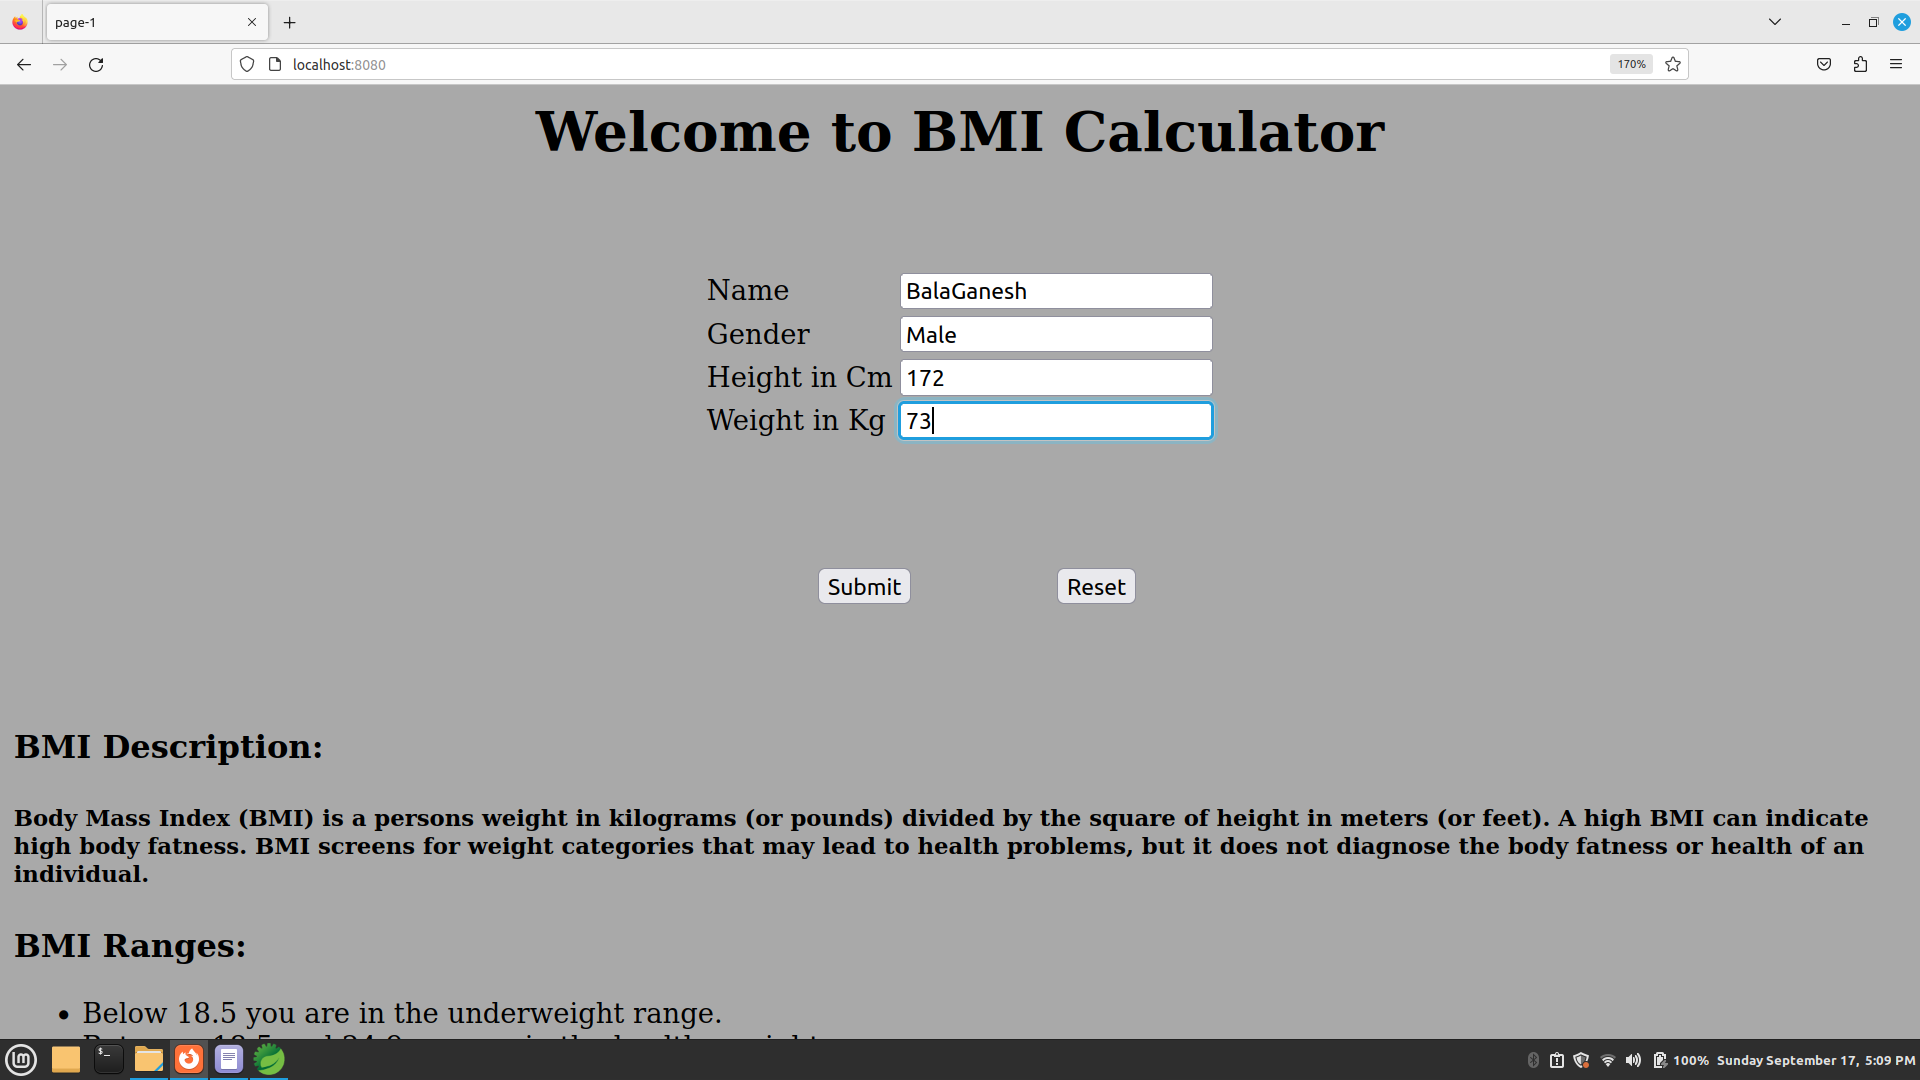 page-1
localhost:8080
170%
Welcome to BMI Calculator
Name BalaGanesh
Gender Male
Height in Cm 172
Weight in Kg 73
Submit Reset
BMI Description:
Body Mass Index (BMI) is a persons weight in kilograms (or pounds) divided by the square of height in meters (or feet). A high BMI can indicate
high body fatness. BMI screens for weight categories that may lead to health problems, but it does not diagnose the body fatness or health of an
individual.
BMI Ranges:
• Below 18.5 you are in the underweight range.
100% Sunday September 17, 5:09 PM